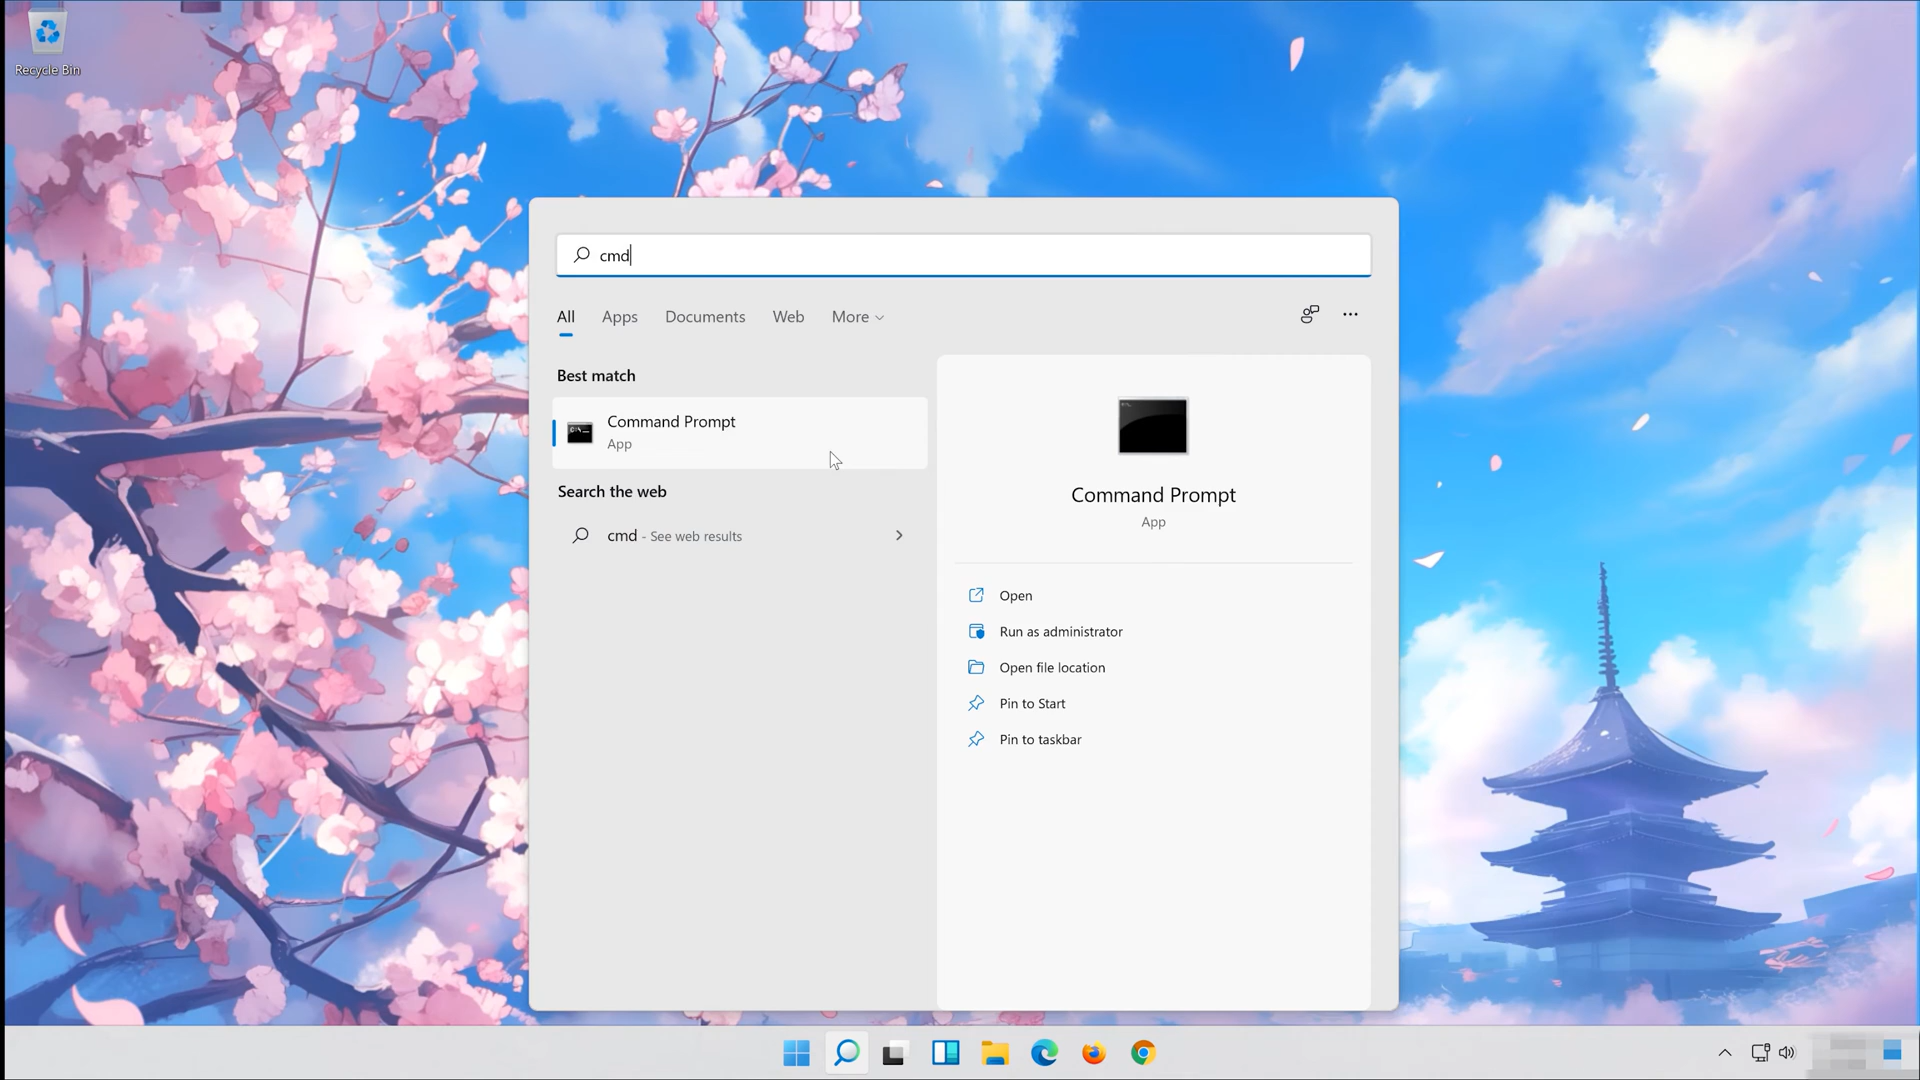 Recycle Bin
cmd
All Apps Documents Web More
Best match
Command Prompt
App
Search the web
cmd - See web results
Command Prompt
App
Open
Run as administrator
Open file location
Pin to Start
Pin to taskbar